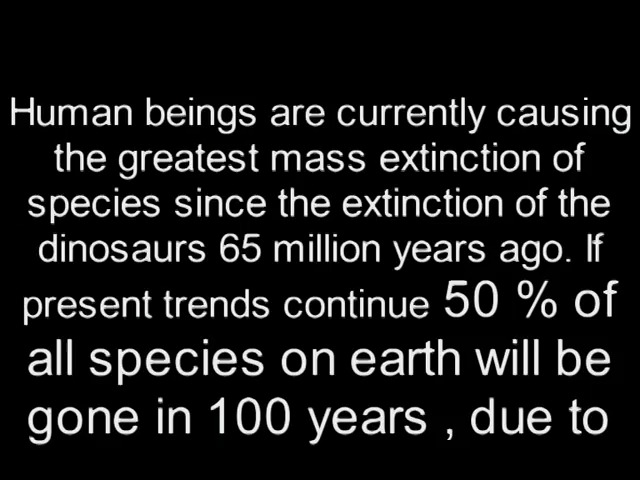 Human beings are currently causing
the greatest mass extinction of
species since the extinction of the
dinosaurs 65 million years ago. If
present trends continue 50 % of
all species on earth will be
gone in 100 years , due to